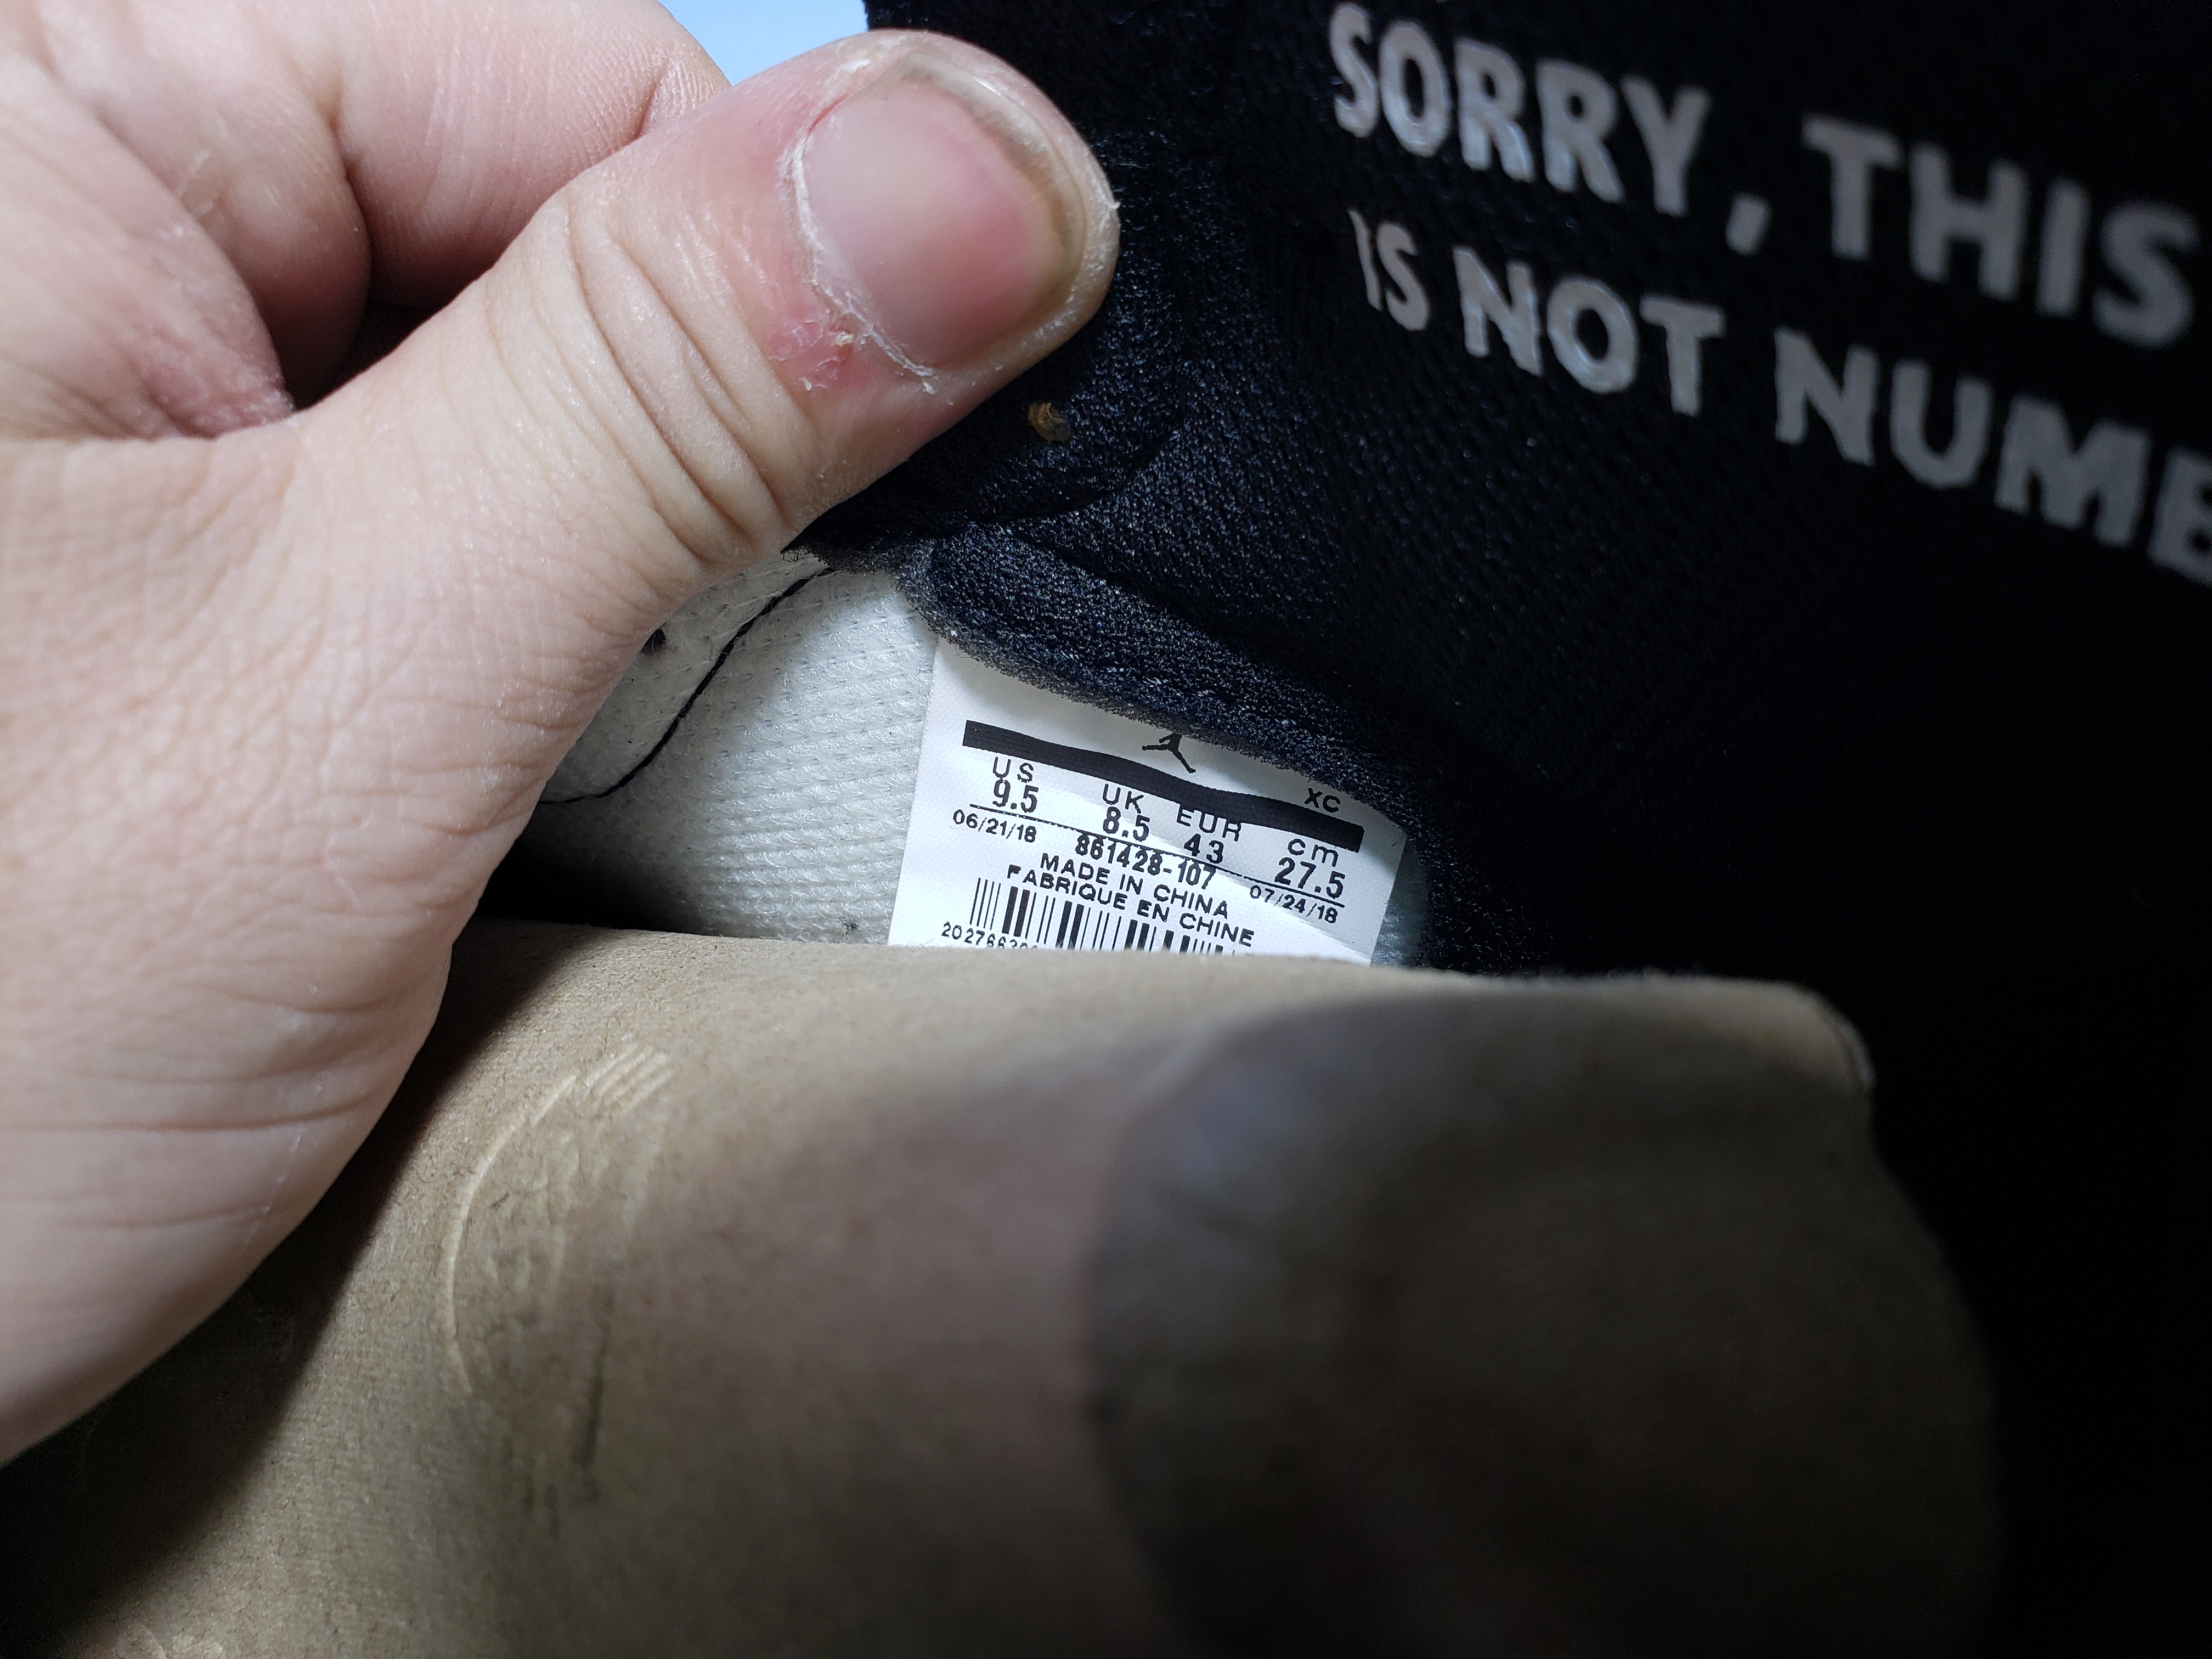 SORRY, THIS
IS NOT
XC
US UK EUR cm
9.5 8.5 43 27.5
06/21/18 861428-107 07/24/18
MADE IN CHINA
FABRIQUE EN CHINE